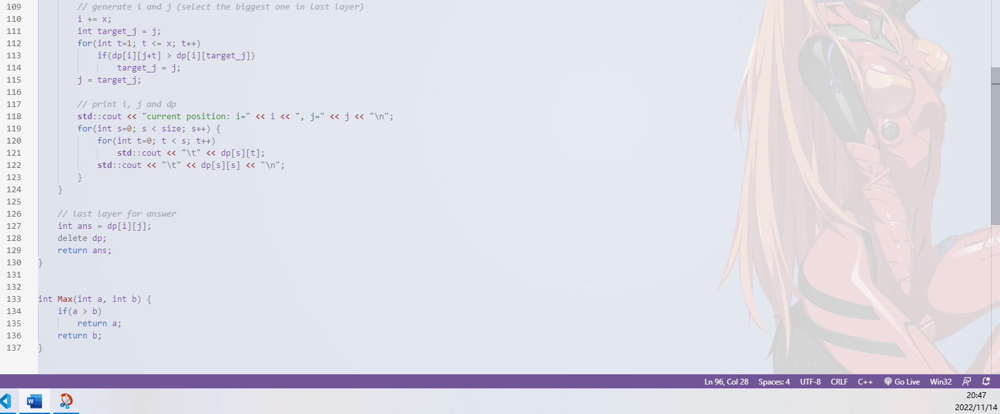 109 // generate i and j (select the biggest one in last layer)
110 i += x;
111 int target_j = j;
112 for(int t=1; t <= x; t++)
113 if(dp[i][j+t] > dp[i][target_j])
114 target_j = j;
115 j = target_j;
116
117 // print i, j and dp
118 std::cout << "current position: i=" << i << ", j=" << j << "\n";
119 for(int s=0; s < size; s++) {
120 for(int t=0; t < s; t++)
121 std::cout << "\t" << dp[s][t];
122 std::cout << "\t" << dp[s][s] << "\n";
123 }
124 }
125
126 // last layer for answer
127 int ans = dp[i][j];
128 delete dp;
129 return ans;
130 }
131
132
133 int Max(int a, int b) {
134 if(a > b)
135 return a;
136 return b;
137 }
Ln 96, Col 28 Spaces: 4 UTF-8 CRLF C++ Go Live Win32
W
20:47
2022/11/14